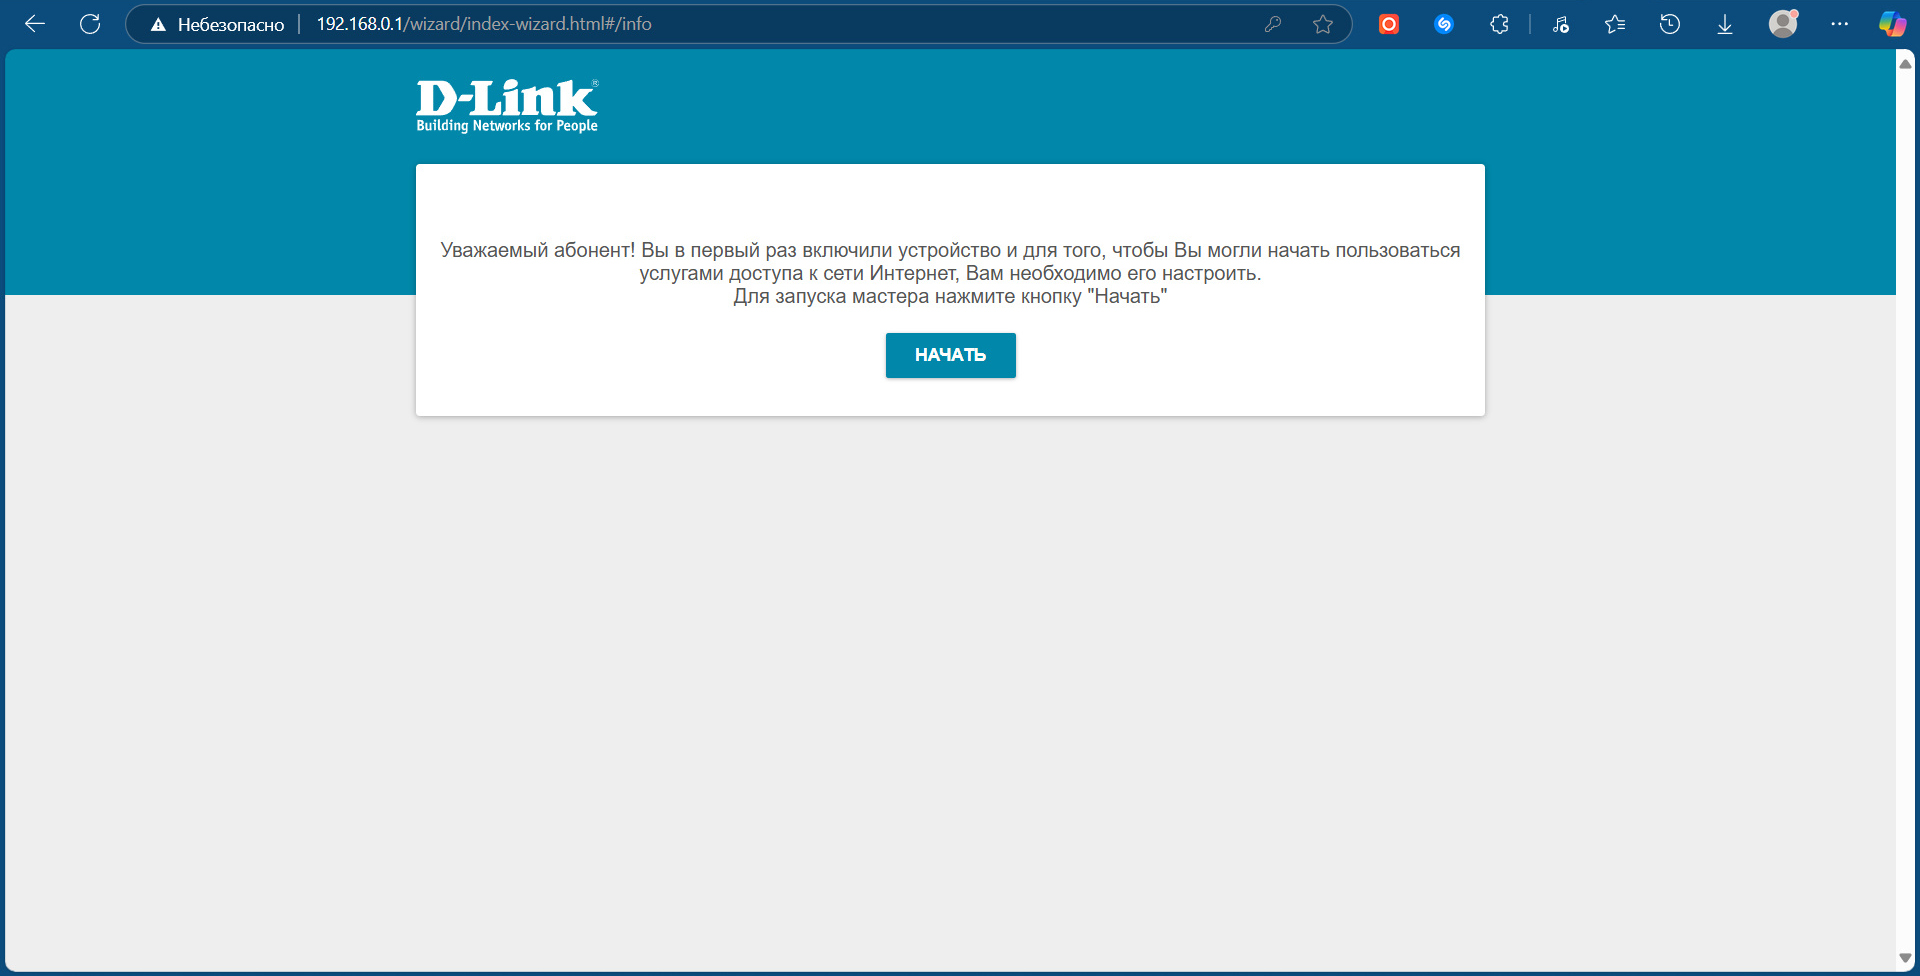 Небезопасно
192.168.0.1/wizard/index-wizard.html#/info
D-Link®
Building Networks for People
Уважаемый абонент! Вы в первый раз включили устройство и для того, чтобы Вы могли начать пользоваться
услугами доступа к сети Интернет, Вам необходимо его настроить.
Для запуска мастера нажмите кнопку "Начать"
НАЧАТЬ